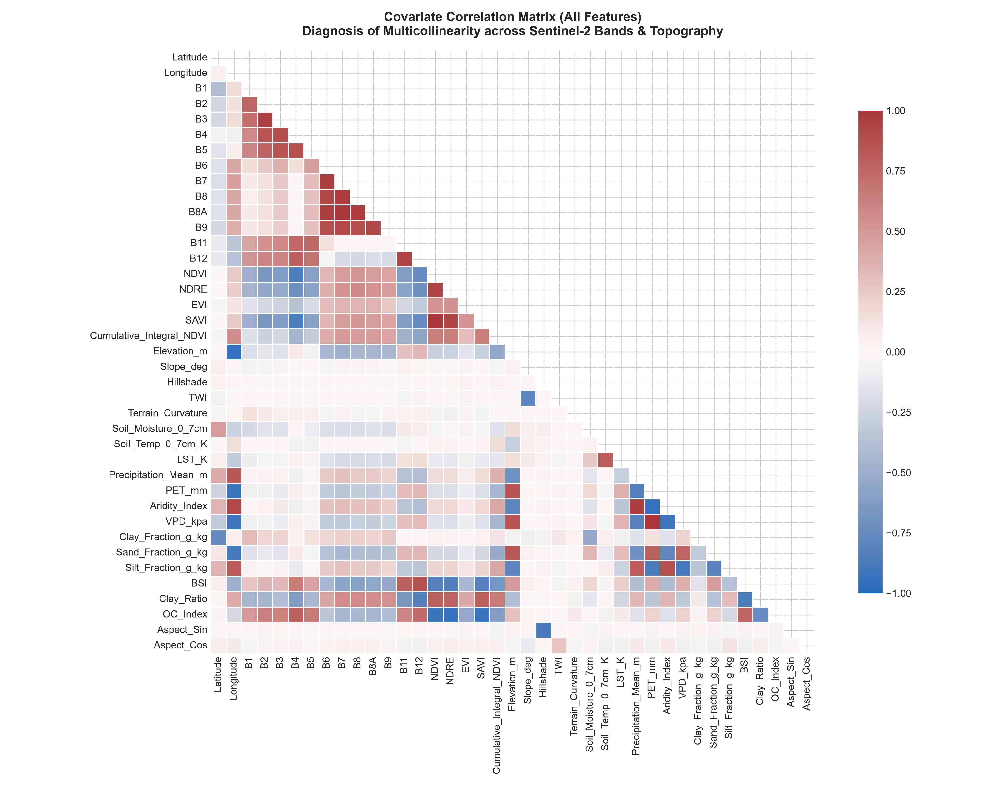 Covariate Correlation Matrix (All Features)
Diagnosis of Multicollinearity across Sentinel-2 Bands & Topography
Latitude
Longitude
B1
B2
B3
B4
B5
B6
B7
B8
B8A
B9
B11
B12
NDVI
NDRE
EVI
SAVI
Cumulative_Integral_NDVI
Elevation_m
Slope_deg
Hillshade
TWI
Terrain_Curvature
Soil_Moisture_0_7cm
Soil_Temp_0_7cm_K
LST_K
Precipitation_Mean_m
PET_mm
Aridity_Index
VPD_kpa
Clay_Fraction_g_kg
Sand_Fraction_g_kg
Silt_Fraction_g_kg
BSI
Clay_Ratio
OC_Index
Aspect_Sin
Aspect_Cos
Latitude
Longitude
B1
B2
B3
B4
B5
B6
B7
B8
B8A
B9
B11
B12
NDVI
NDRE
EVI
SAVI
Cumulative_Integral_NDVI
Elevation_m
Slope_deg
Hillshade
TWI
Terrain_Curvature
Soil_Moisture_0_7cm
Soil_Temp_0_7cm_K
LST_K
Precipitation_Mean_m
PET_mm
Aridity_Index
VPD_kpa
Clay_Fraction_g_kg
Sand_Fraction_g_kg
Silt_Fraction_g_kg
BSI
Clay_Ratio
OC_Index
Aspect_Sin
Aspect_Cos
1.00
0.75
0.50
0.25
0.00
−0.25
−0.50
−0.75
−1.00